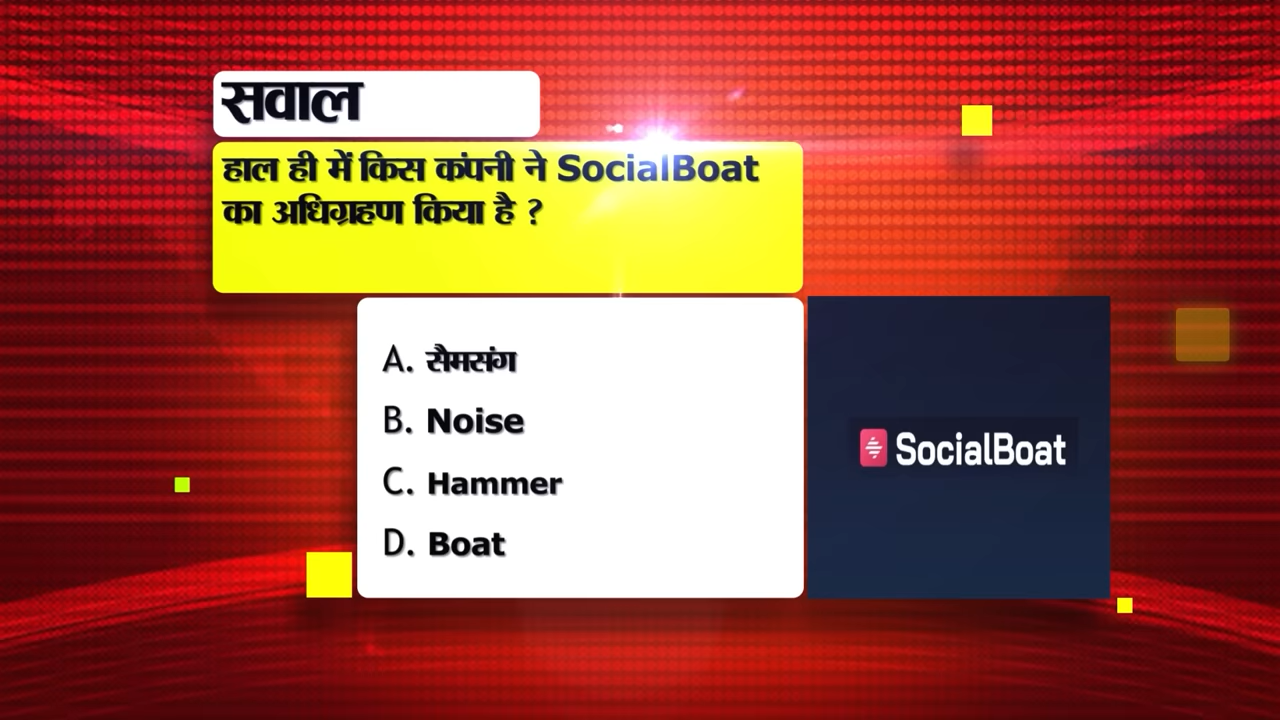 सवाल
हाल ही में किस कंपनी ने SocialBoat
का अधिग्रहण किया है ?
A. सैमसंग
B. Noise
C. Hammer
D. Boat
SocialBoat